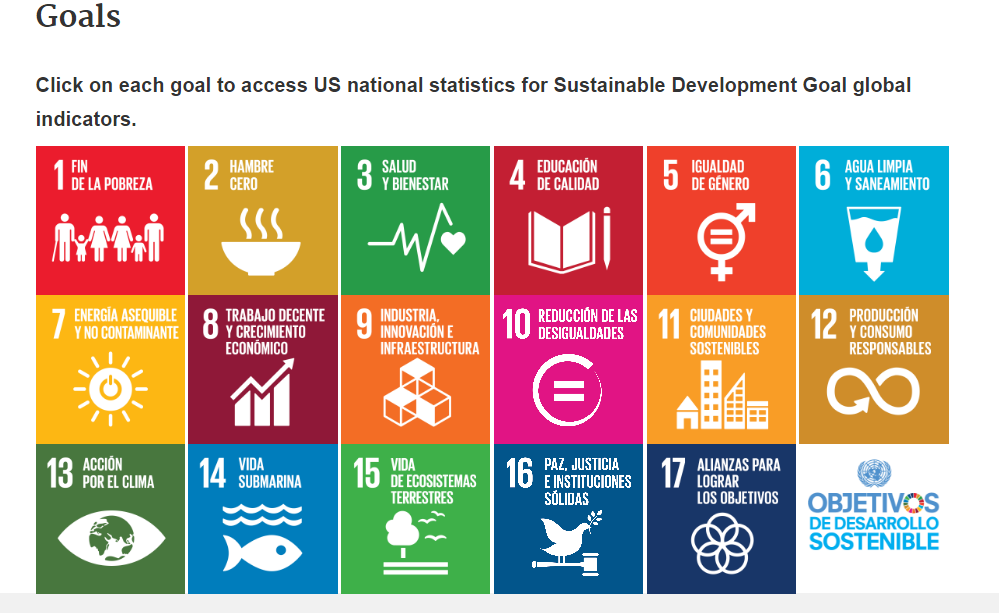 Goals
Click on each goal to access US national statistics for Sustainable Development Goal global
indicators.
1 FIN
DE LA POBREZA
2 HAMBRE
CERO
3 SALUD
Y BIENESTAR
4 EDUCACIÓN
DE CALIDAD
5 IGUALDAD
DE GÉNERO
6 AGUA LIMPIA
Y SANEAMIENTO
7 ENERGÍA ASEQUIBLE
Y NO CONTAMINANTE
8 TRABAJO DECENTE
Y CRECIMIENTO
ECONÓMICO
9 INDUSTRIA,
INNOVACIÓN E
INFRAESTRUCTURA
10 REDUCCIÓN DE LAS
DESIGUALDADES
11 CIUDADES Y
COMUNIDADES
SOSTENIBLES
12 PRODUCCIÓN
Y CONSUMO
RESPONSABLES
13 ACCIÓN
POR EL CLIMA
14 VIDA
SUBMARINA
15 VIDA
DE ECOSISTEMAS
TERRESTRES
16 PAZ, JUSTICIA
E INSTITUCIONES
SÓLIDAS
17 ALIANZAS PARA
LOGRAR
LOS OBJETIVOS
OBJETIVOS
DE DESARROLLO
SOSTENIBLE